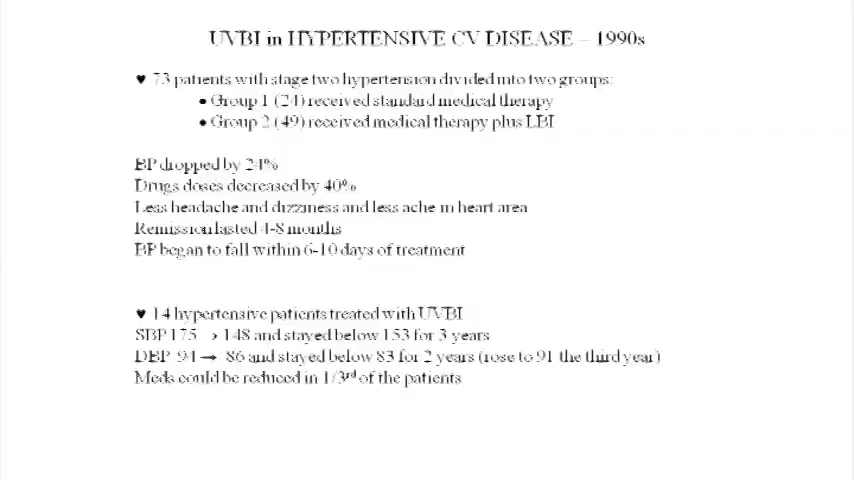 UVBI in HYPERTENSIVE CV DISEASE – 1990s
♥ 73 patients with stage two hypertension divided into two groups:
• Group 1 (24) received standard medical therapy
• Group 2 (49) received medical therapy plus LBI
BP dropped by 24%
Drugs doses decreased by 40%
Less headache and dizziness and less ache in heart area
Remission lasted 4-8 months
BP began to fall within 6-10 days of treatment
♥ 14 hypertensive patients treated with UVBI
SBP 175 → 148 and stayed below 153 for 3 years
DBP 94 → 86 and stayed below 83 for 2 years (rose to 91 the third year)
Meds could be reduced in 1/3rd of the patients